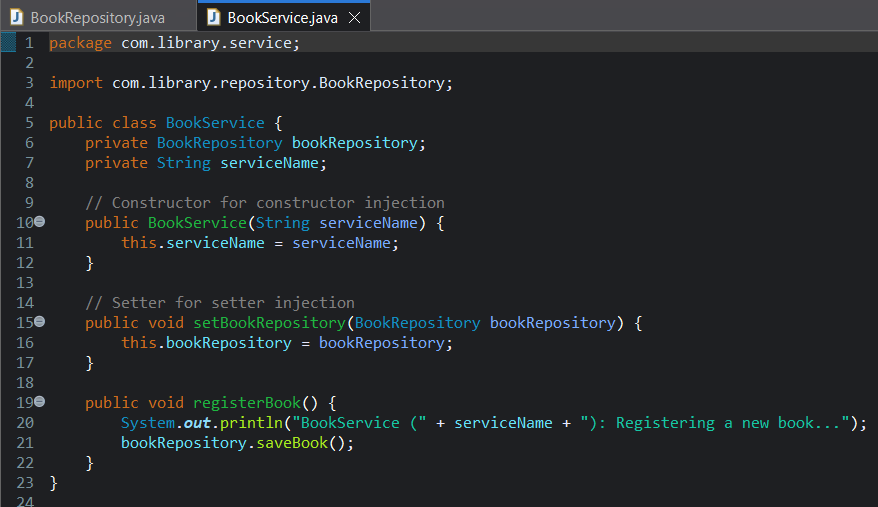 BookRepository.java BookService.java
1 package com.library.service;
2
3 import com.library.repository.BookRepository;
4
5 public class BookService {
6     private BookRepository bookRepository;
7     private String serviceName;
8
9     // Constructor for constructor injection
10     public BookService(String serviceName) {
11         this.serviceName = serviceName;
12     }
13
14     // Setter for setter injection
15     public void setBookRepository(BookRepository bookRepository) {
16         this.bookRepository = bookRepository;
17     }
18
19     public void registerBook() {
20         System.out.println("BookService (" + serviceName + "): Registering a new book...");
21         bookRepository.saveBook();
22     }
23 }
24